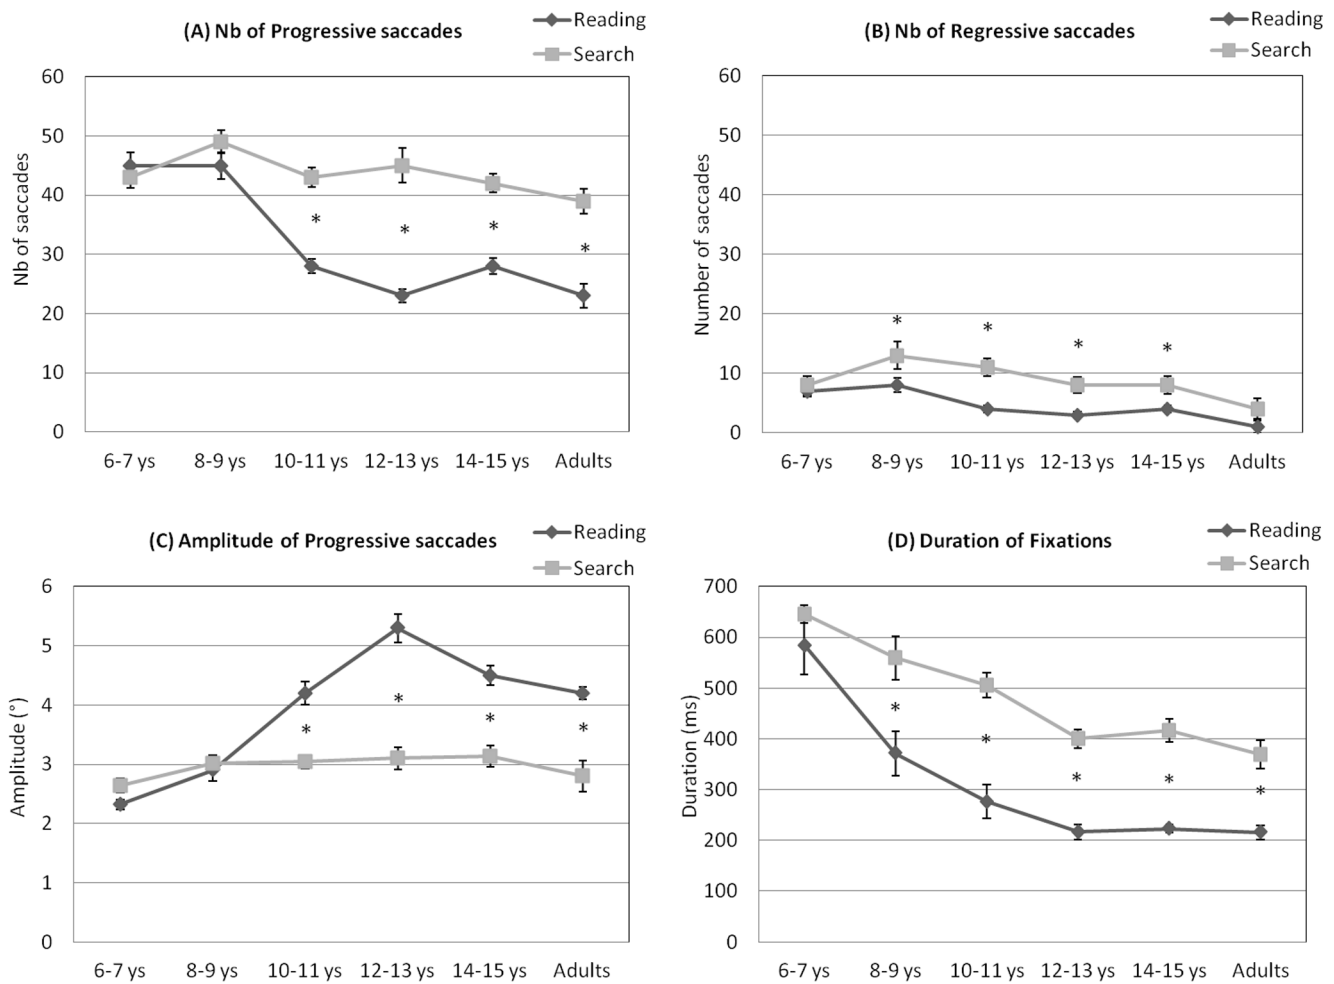 (A) Nb of Progressive saccades
Reading
Search
60
50
40
30
20
10
0
Nb of saccades
*
*
*
*
6-7 ys
8-9 ys
10-11 ys
12-13 ys
14-15 ys
Adults
(B) Nb of Regressive saccades
Reading
Search
60
50
40
30
20
10
0
Number of saccades
*
*
*
*
6-7 ys
8-9 ys
10-11 ys
12-13 ys
14-15 ys
Adults
(C) Amplitude of Progressive saccades
Reading
Search
6
5
4
3
2
1
0
Amplitude (°)
*
*
*
*
6-7 ys
8-9 ys
10-11 ys
12-13 ys
14-15 ys
Adults
(D) Duration of Fixations
Reading
Search
700
600
500
400
300
200
100
0
Duration (ms)
*
*
*
*
*
6-7 ys
8-9 ys
10-11 ys
12-13 ys
14-15 ys
Adults